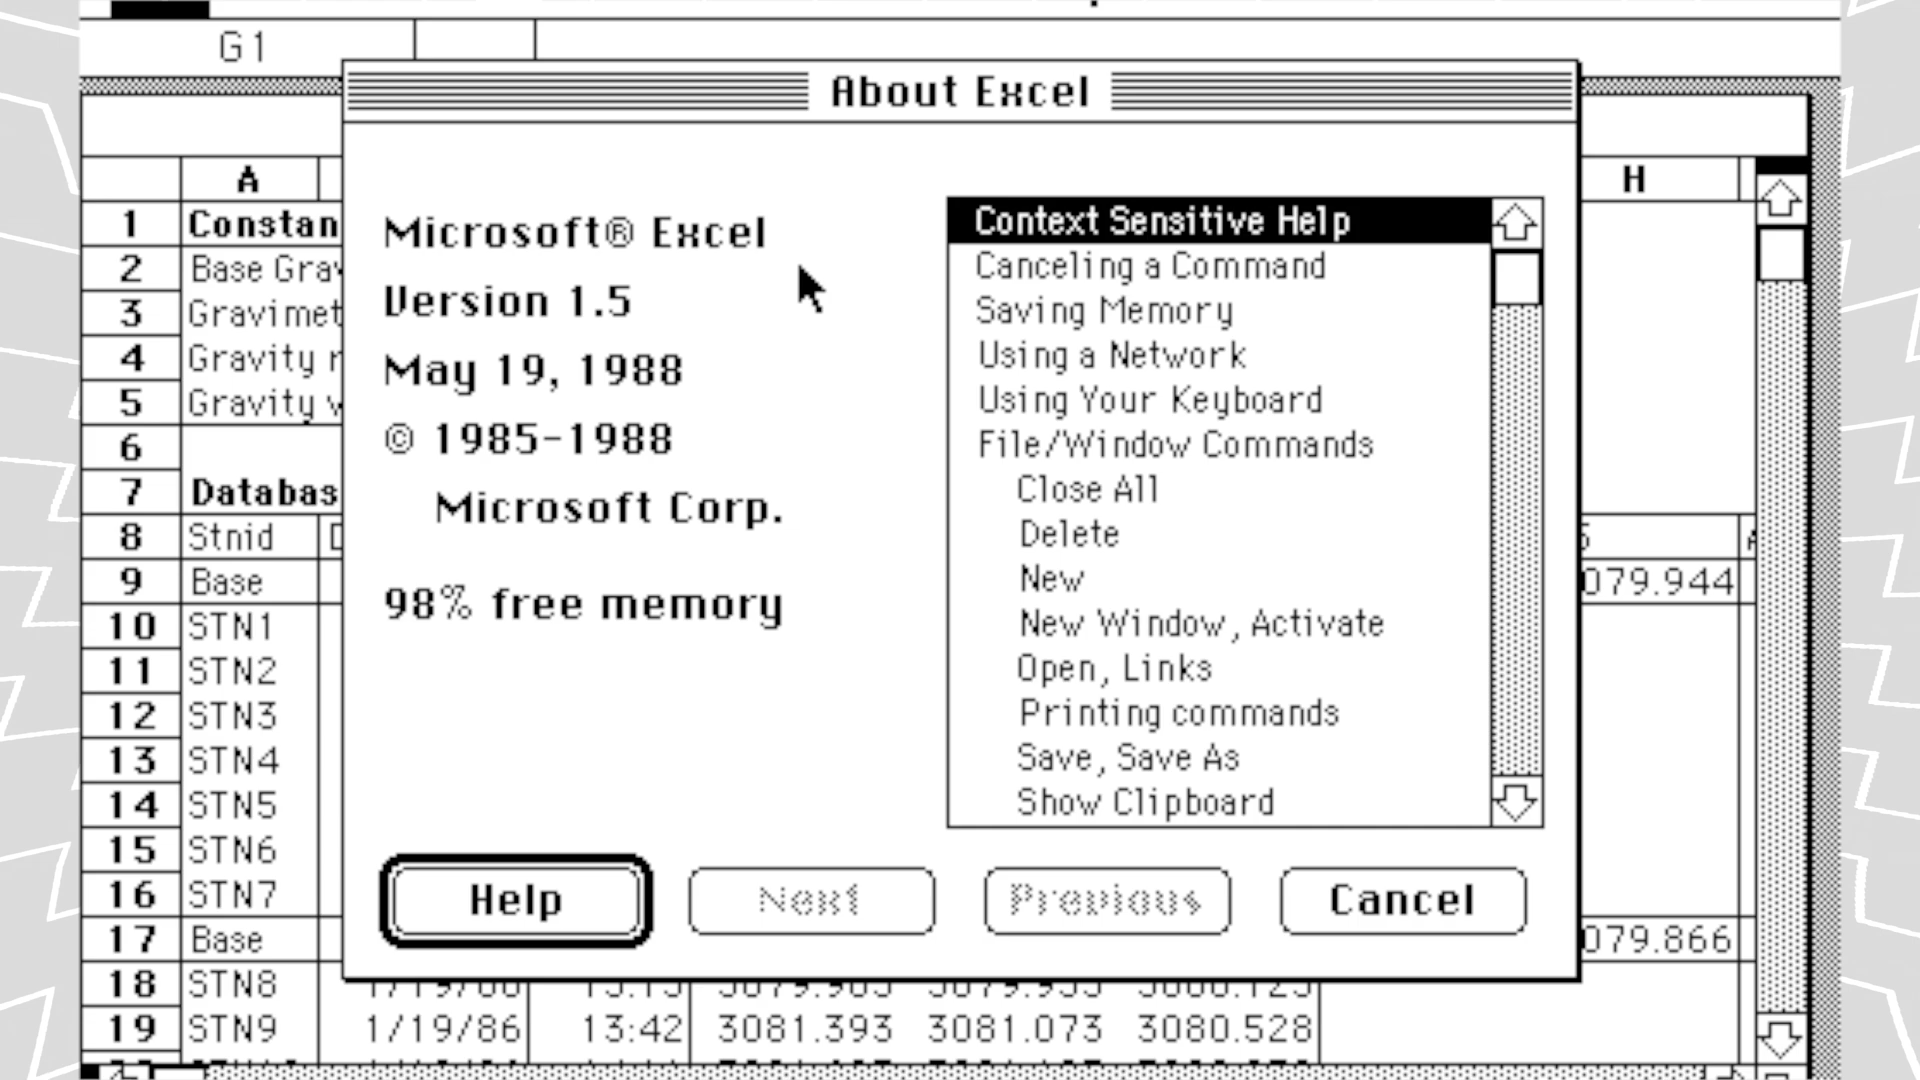 G1
About Excel
A
H
1 Constan
2 Base Grav
3 Gravimet
4 Gravity r
5 Gravity v
6
7 Databas
8 Stnid
9 Base 079.944
10 STN1
11 STN2
12 STN3
13 STN4
14 STN5
15 STN6
16 STN7
17 Base 079.866
18 STN8
19 STN9 1/19/86 13:42 3081.393 3081.073 3080.528
Microsoft® Excel
Version 1.5
May 19, 1988
© 1985-1988
Microsoft Corp.
98% free memory
Context Sensitive Help
Canceling a Command
Saving Memory
Using a Network
Using Your Keyboard
File/Window Commands
Close All
Delete
New
New Window, Activate
Open, Links
Printing commands
Save, Save As
Show Clipboard
Help Next Previous Cancel